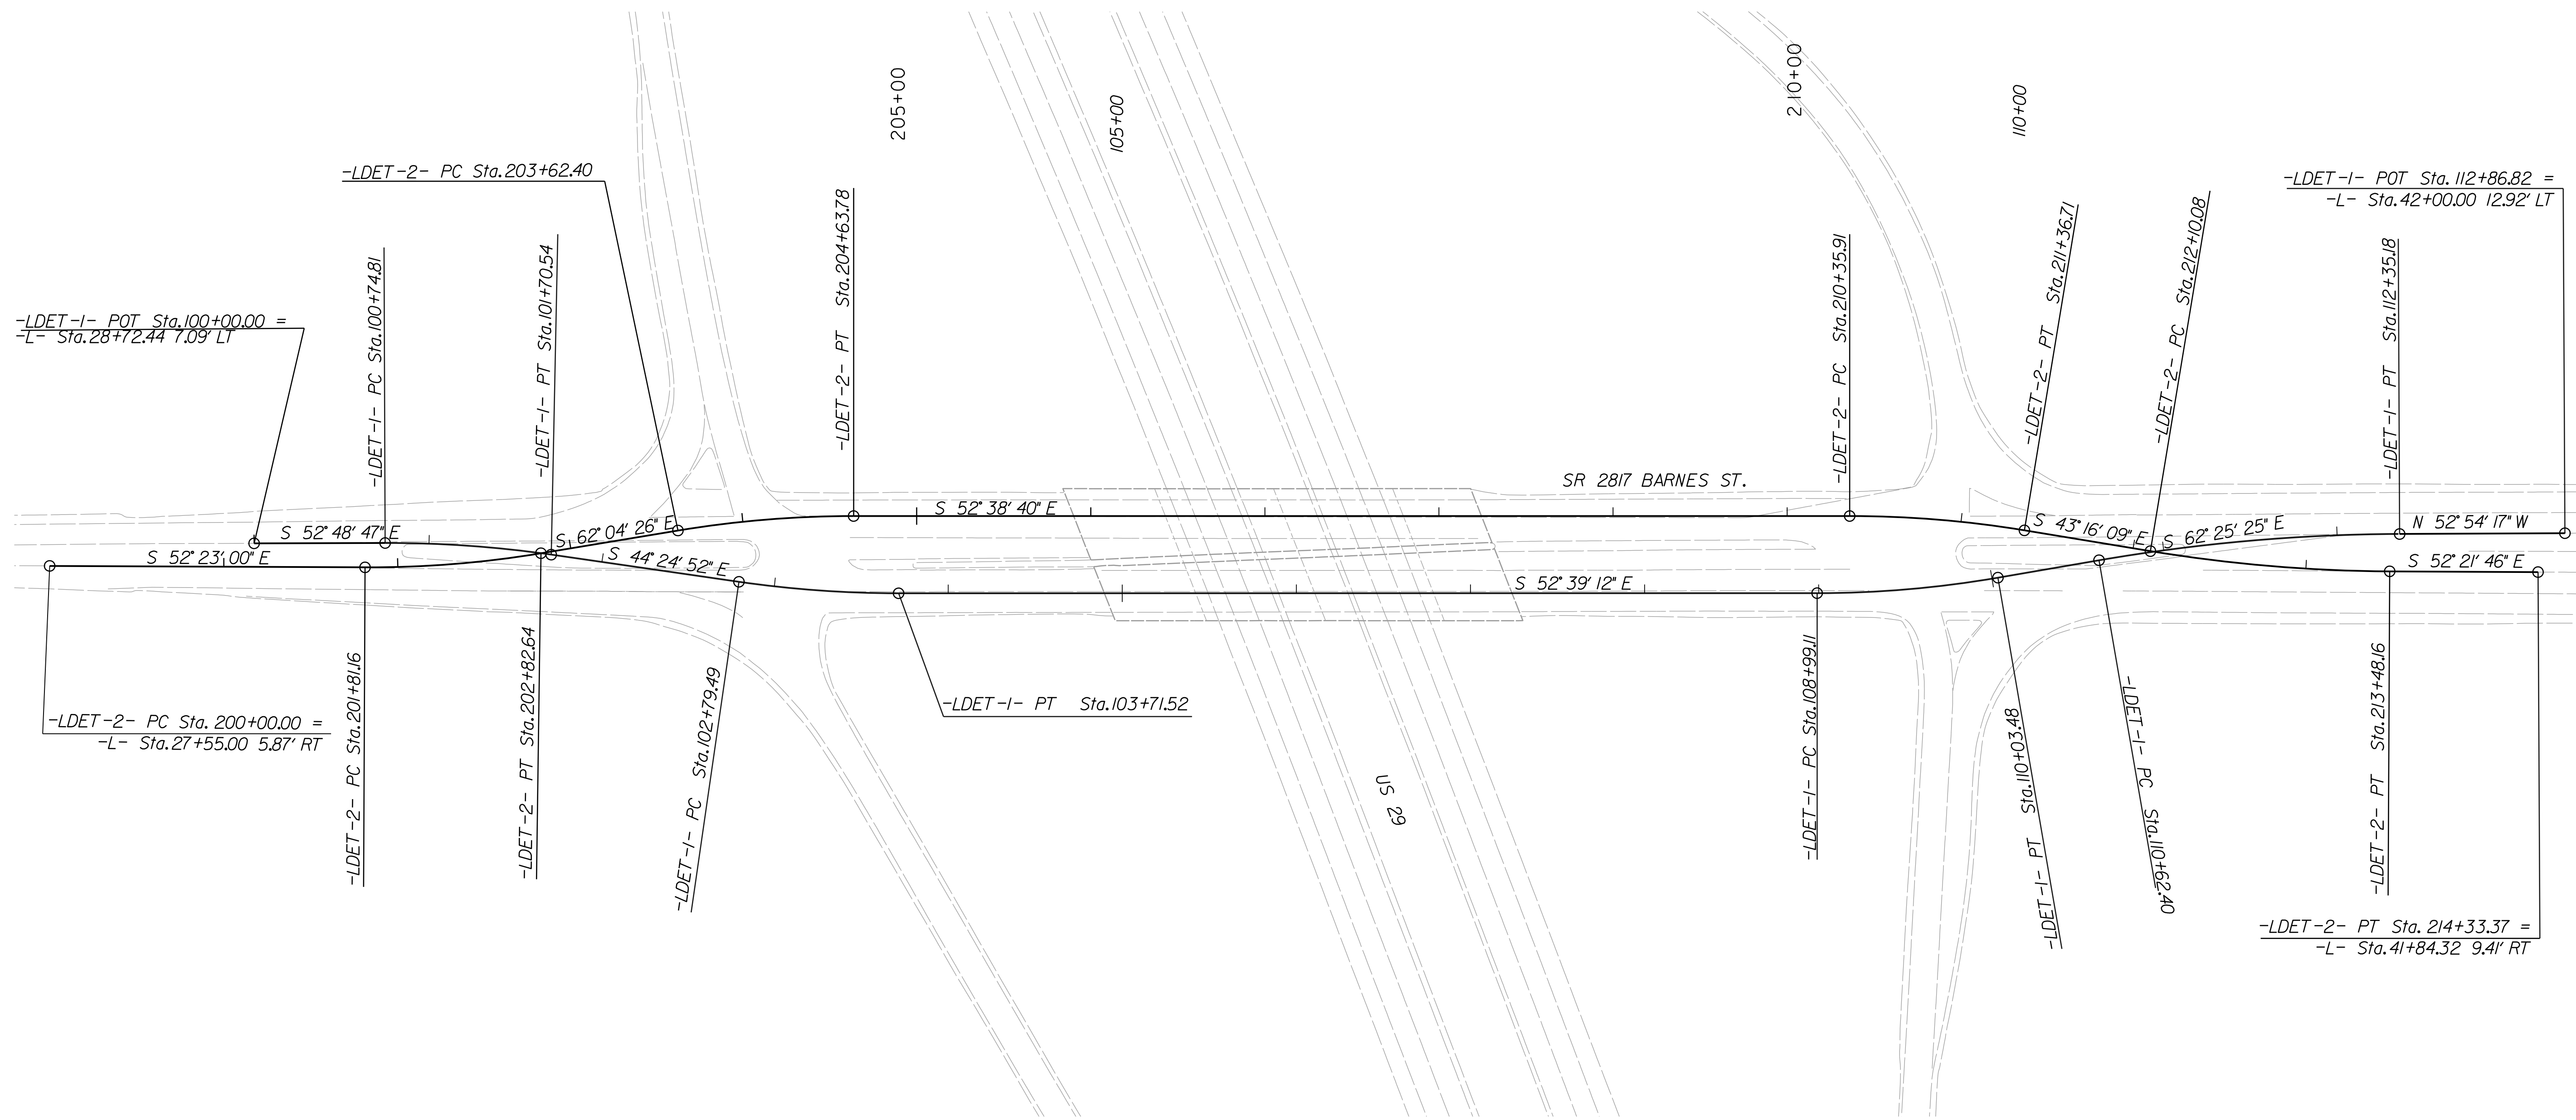 205+00
105+00
210+00
110+00
-LDET-2- PC Sta.203+62.40
-LDET-1- POT Sta.112+86.82 =
-L- Sta.42+00.00 12.92' LT
-LDET-1- POT Sta.100+00.00 =
-L- Sta.28+72.44 7.09' LT
-LDET-1- PC Sta.100+74.81
-LDET-1- PT Sta.101+70.54
-LDET-2- PT Sta.204+63.78
-LDET-2- PC Sta.210+35.91
-LDET-2- PT Sta.211+36.71
-LDET-2- PC Sta.212+10.08
-LDET-1- PT Sta.112+35.18
SR 2817 BARNES ST.
S 52° 48' 47" E
S 62° 04' 26" E
S 52° 38' 40" E
S 43° 16' 09" E
S 62° 25' 25" E
N 52° 54' 17" W
S 52° 23' 00" E
S 44° 24' 52" E
S 52° 39' 12" E
S 52° 21' 46" E
-LDET-2- PC Sta. 200+00.00 =
-L- Sta.27+55.00 5.87' RT
-LDET-2- PC Sta.201+81.16
-LDET-2- PT Sta.202+82.64
-LDET-1- PC Sta.102+79.49
-LDET-1- PT Sta.103+71.52
US 29
-LDET-1- PC Sta.108+99.11
-LDET-1- PT Sta.110+03.48
-LDET-1- PC Sta.110+62.40
-LDET-2- PT Sta.213+48.16
-LDET-2- PT Sta. 214+33.37 =
-L- Sta.41+84.32 9.41' RT